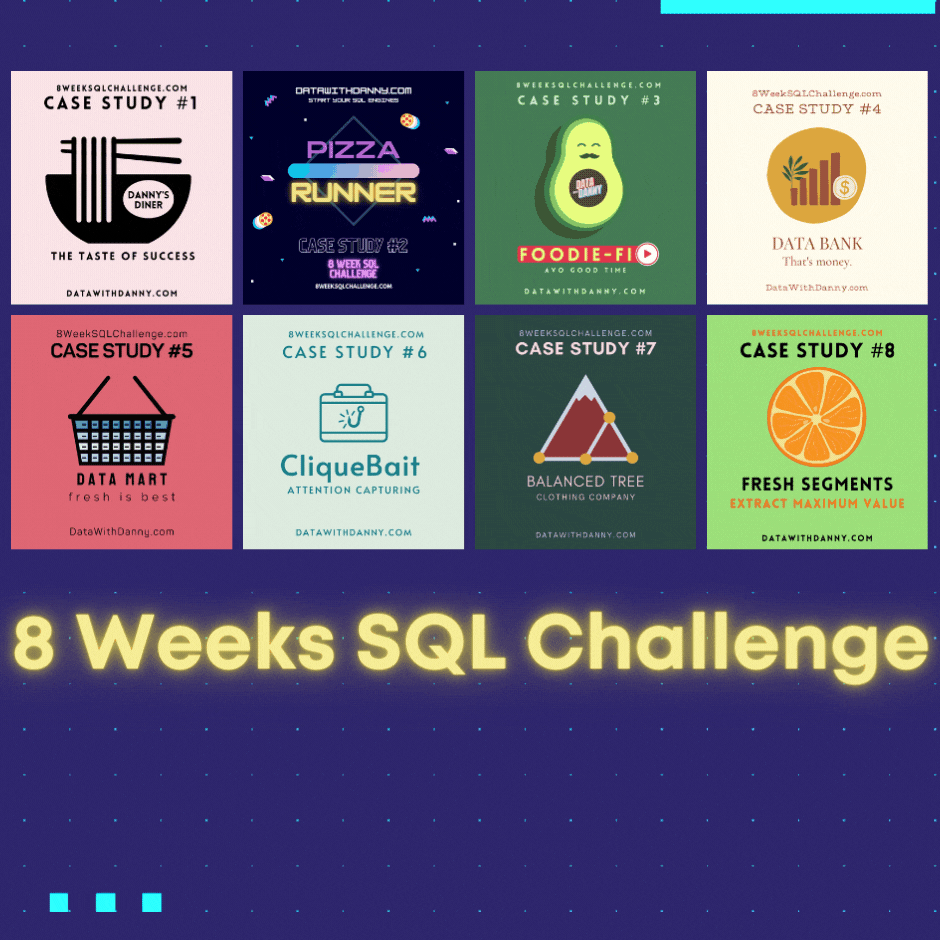 8WEEKSQLCHALLENGE.COM
CASE STUDY #1
DANNY'S
DINER
THE TASTE OF SUCCESS
DATAWITHDANNY.COM
DATAWITHDANNY.COM
START YOUR SQL ENGINES
PIZZA
RUNNER
CASE STUDY #2
8 WEEK SQL
CHALLENGE
8WEEKSQLCHALLENGE.COM
8WEEKSQLCHALLENGE.COM
CASE STUDY #3
DATA
WITH
DANNY
FOODIE-FI
AVO GOOD TIME
DATAWITHDANNY.COM
8WeekSQLChallenge.com
CASE STUDY #4
$
DATA BANK
That's money.
DataWithDanny.com
8WeekSQLChallenge.com
CASE STUDY #5
DATA MART
fresh is best
DataWithDanny.com
8WEEKSQLCHALLENGE.COM
CASE STUDY #6
CliqueBait
ATTENTION CAPTURING
DATAWITHDANNY.COM
8WEEKSQLCHALLENGE.COM
CASE STUDY #7
BALANCED TREE
CLOTHING COMPANY
DATAWITHDANNY.COM
8WEEKSQLCHALLENGE.COM
CASE STUDY #8
FRESH SEGMENTS
EXTRACT MAXIMUM VALUE
DATAWITHDANNY.COM
8 Weeks SQL Challenge